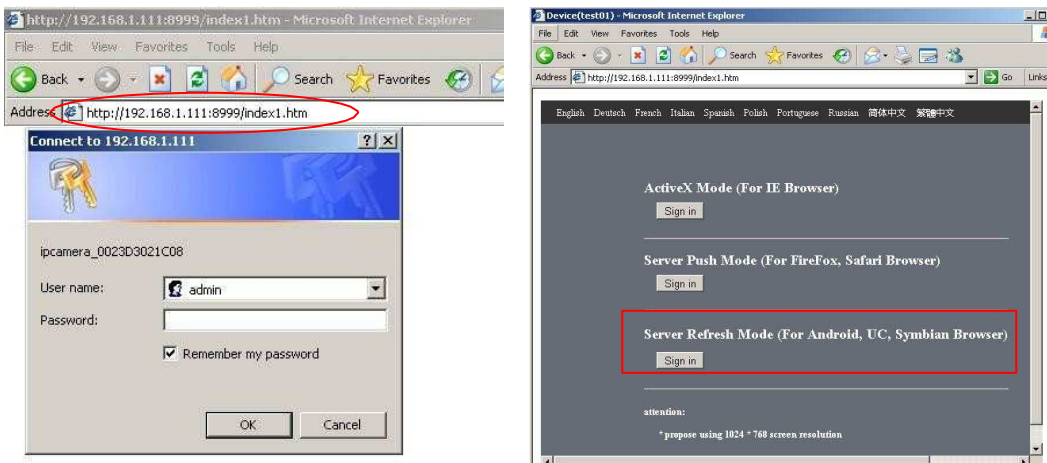 http://192.168.1.111:8999/index1.htm - Microsoft Internet Explorer
File Edit View Favorites Tools Help
Back Search Favorites
Address http://192.168.1.111:8999/index1.htm
Connect to 192.168.1.111
ipcamera_0023D3021C08
User name: admin
Password:
Remember my password
OK Cancel
Device(test01) - Microsoft Internet Explorer
File Edit View Favorites Tools Help
Back Search Favorites
Address http://192.168.1.111:8999/index1.htm Go Links
English Deutsch French Italian Spanish Polish Portuguese Russian 简体中文 繁體中文
ActiveX Mode (For IE Browser)
Sign in
Server Push Mode (For FireFox, Safari Browser)
Sign in
Server Refresh Mode (For Android, UC, Symbian Browser)
Sign in
attention:
*propose using 1024 * 768 screen resolution